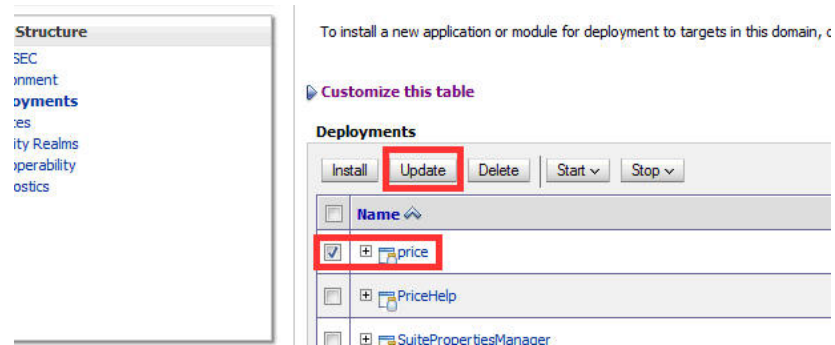 Structure
SEC
onment
oyments
ces
ity Realms
operability
ostics
To install a new application or module for deployment to targets in this domain,
Customize this table
Deployments
Install Update Delete Start Stop
Name
price
PriceHelp
SuitePropertiesManager